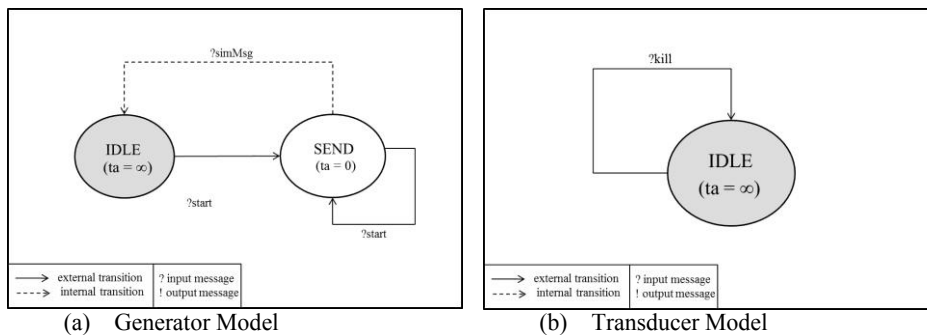 ?simMsg
IDLE
(ta = ∞)
SEND
(ta = 0)
?start
?start
external transition
internal transition
? input message
! output message
(a) Generator Model
?kill
IDLE
(ta = ∞)
external transition
internal transition
? input message
! output message
(b) Transducer Model